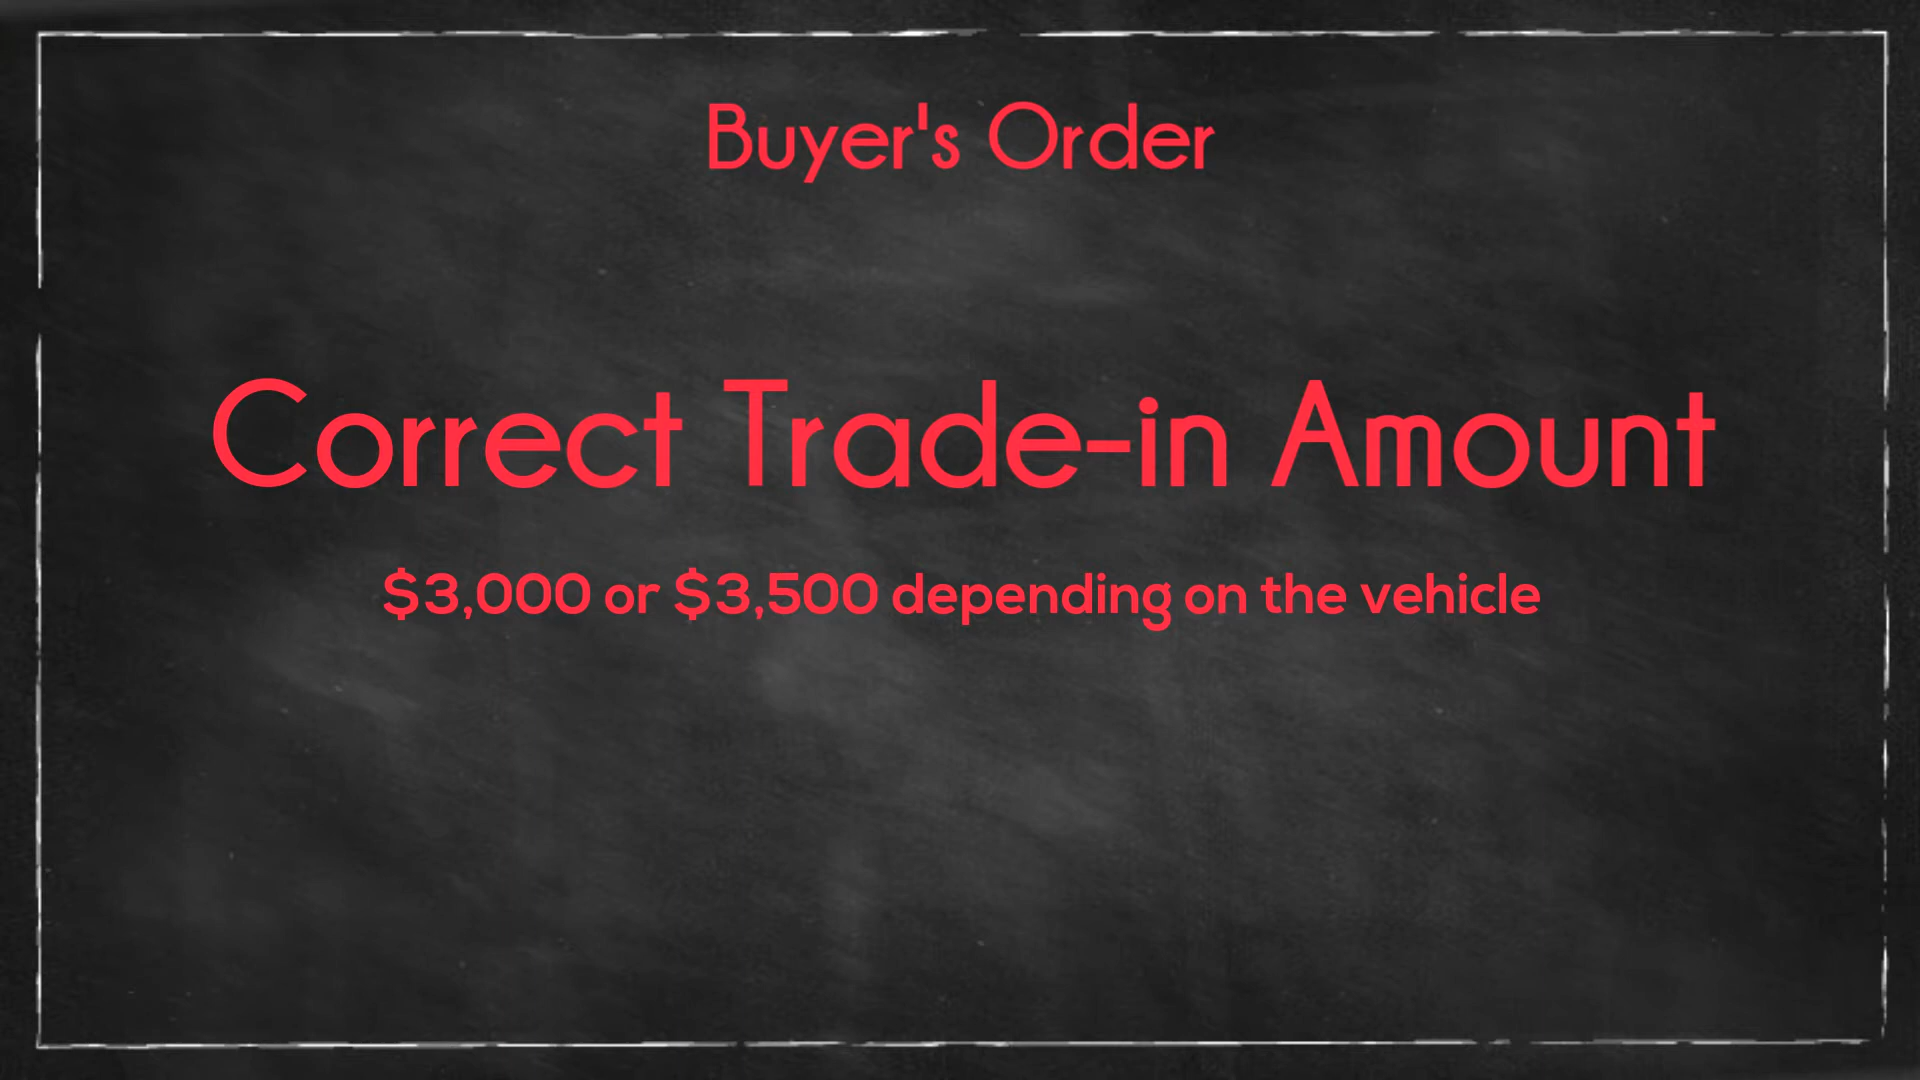 Buyer's Order
Correct Trade-in Amount
$3,000 or $3,500 depending on the vehicle